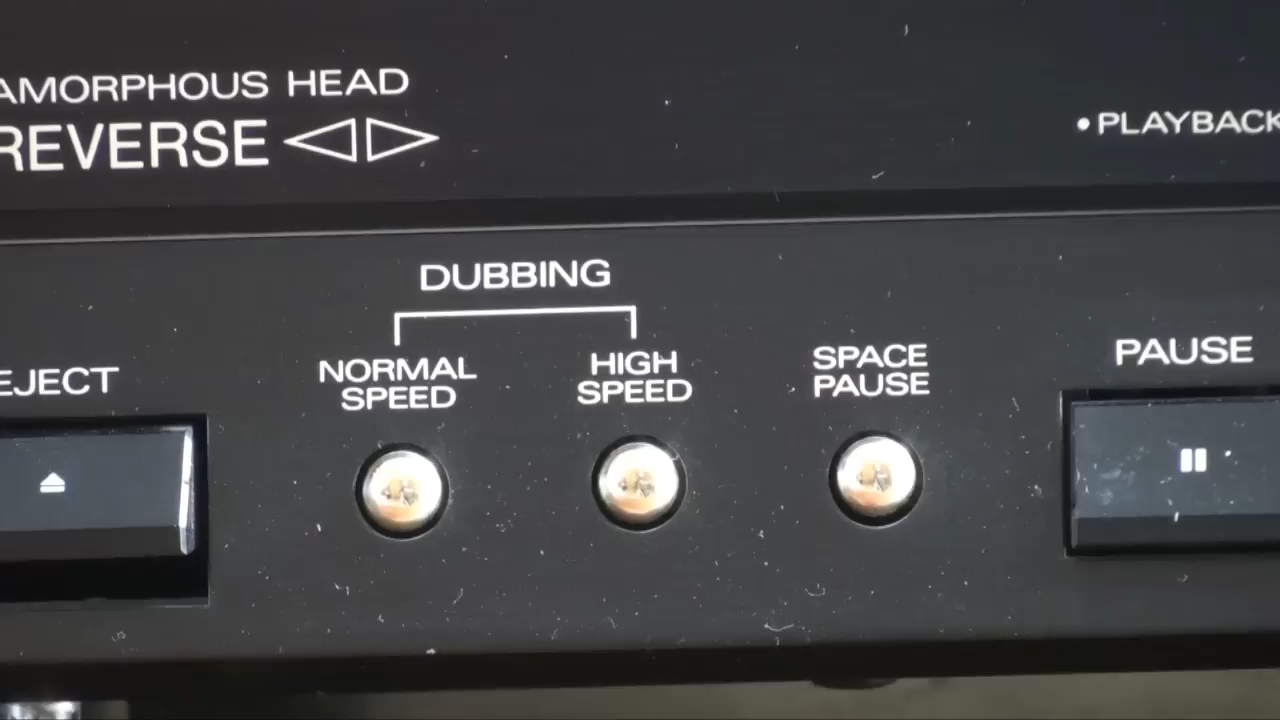 AMORPHOUS HEAD
REVERSE
• PLAYBACK
DUBBING
NORMAL
SPEED
HIGH
SPEED
SPACE
PAUSE
PAUSE
EJECT